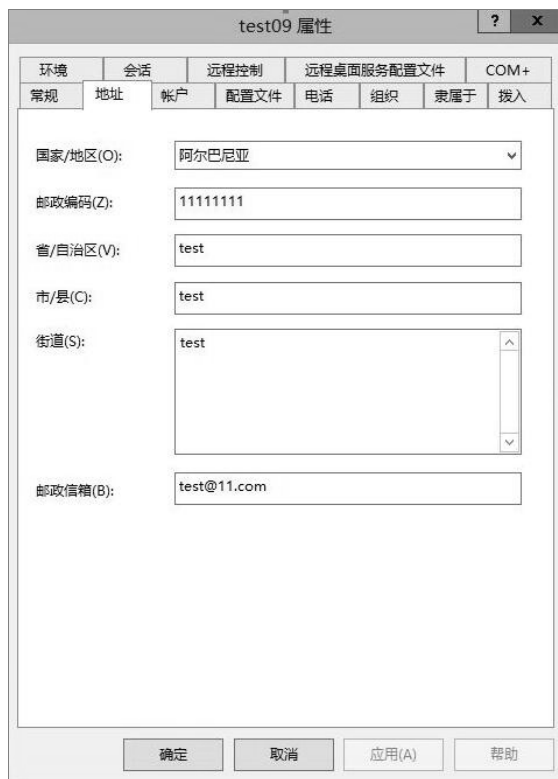 test09 属性
? x
环境 会话 远程控制 远程桌面服务配置文件 COM+
常规 地址 帐户 配置文件 电话 组织 隶属于 拨入
国家/地区(O): 阿尔巴尼亚
邮政编码(Z): 11111111
省/自治区(V): test
市/县(C): test
街道(S): test
邮政信箱(B): test@11.com
确定 取消 应用(A) 帮助